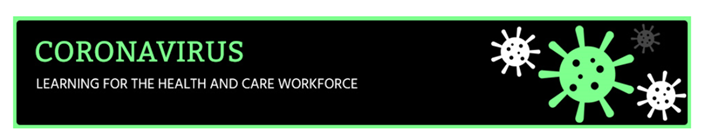 CORONAVIRUS
LEARNING FOR THE HEALTH AND CARE WORKFORCE